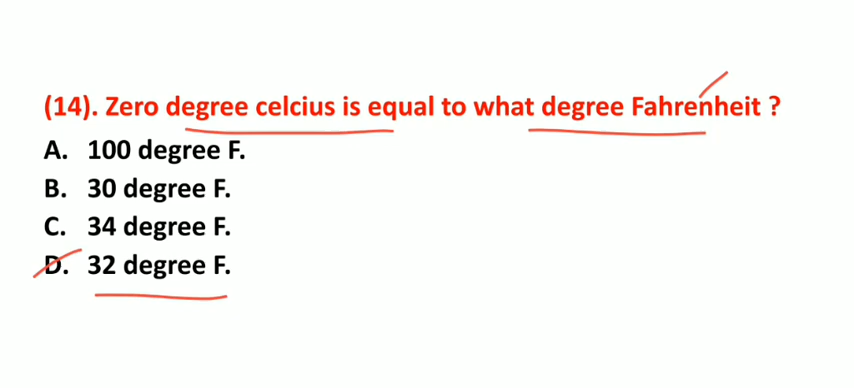 (14). Zero degree celcius is equal to what degree Fahrenheit ?
A. 100 degree F.
B. 30 degree F.
C. 34 degree F.
D. 32 degree F.